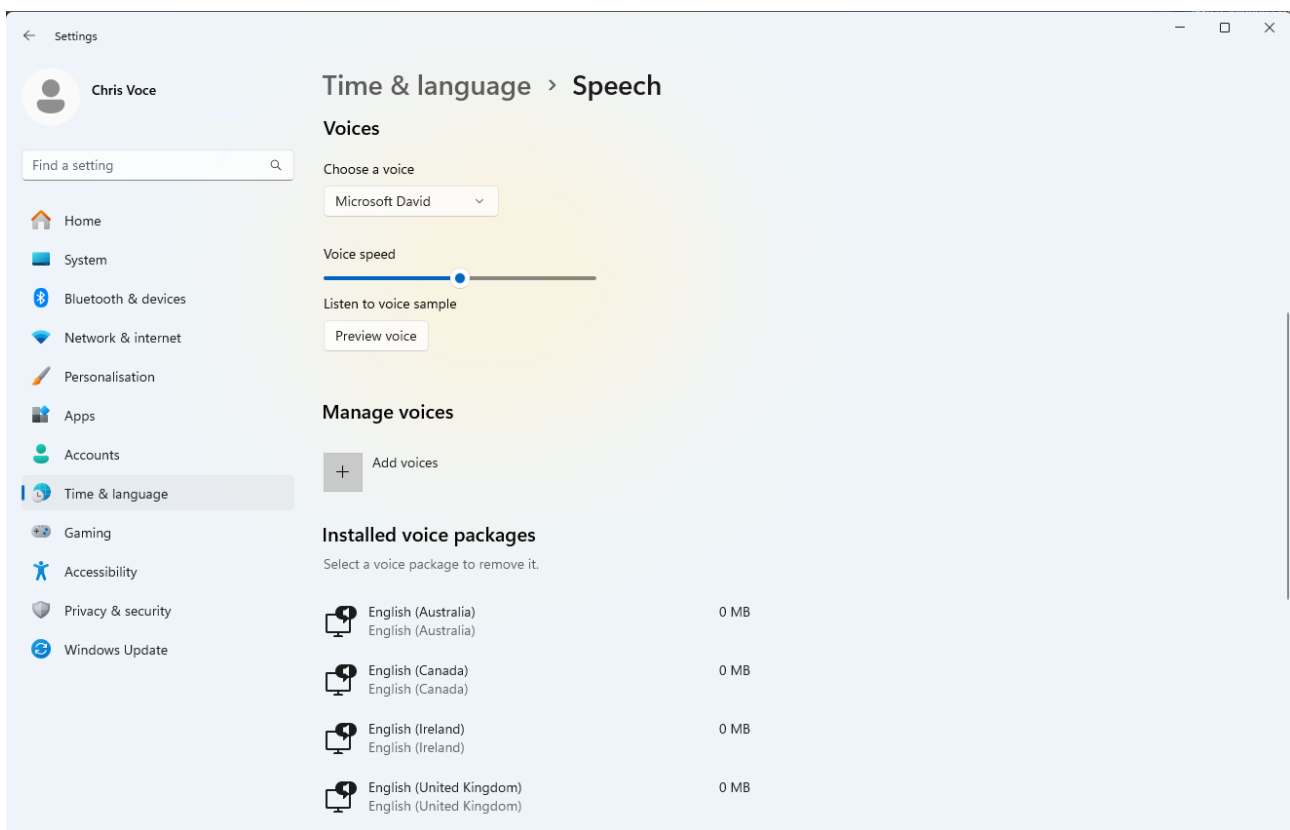 Settings
Chris Voce
Find a setting
Home
System
Bluetooth & devices
Network & internet
Personalisation
Apps
Accounts
Time & language
Gaming
Accessibility
Privacy & security
Windows Update
Time & language > Speech
Voices
Choose a voice
Microsoft David
Voice speed
Listen to voice sample
Preview voice
Manage voices
+ Add voices
Installed voice packages
Select a voice package to remove it.
English (Australia) 0 MB
English (Australia)
English (Canada) 0 MB
English (Canada)
English (Ireland) 0 MB
English (Ireland)
English (United Kingdom) 0 MB
English (United Kingdom)